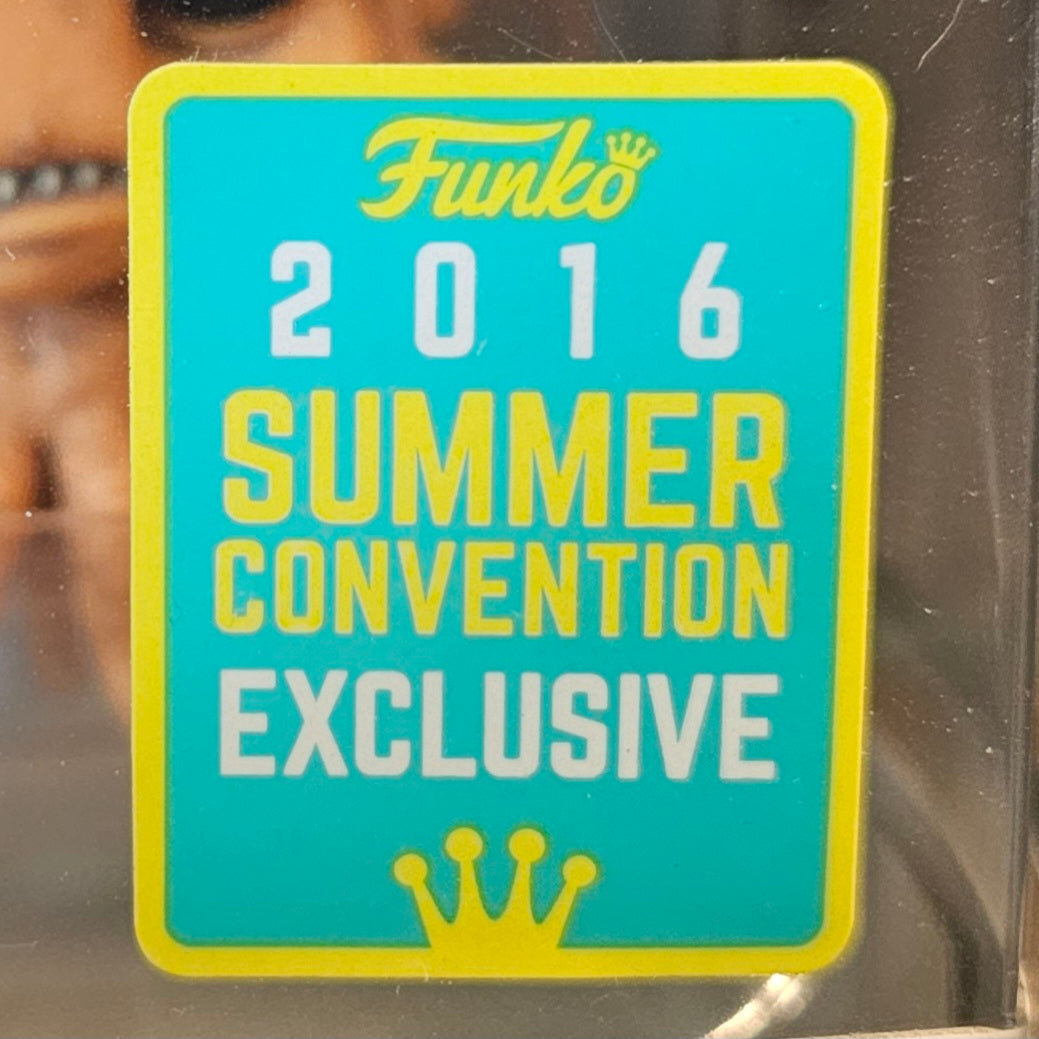 Funko
2016
SUMMER
CONVENTION
EXCLUSIVE